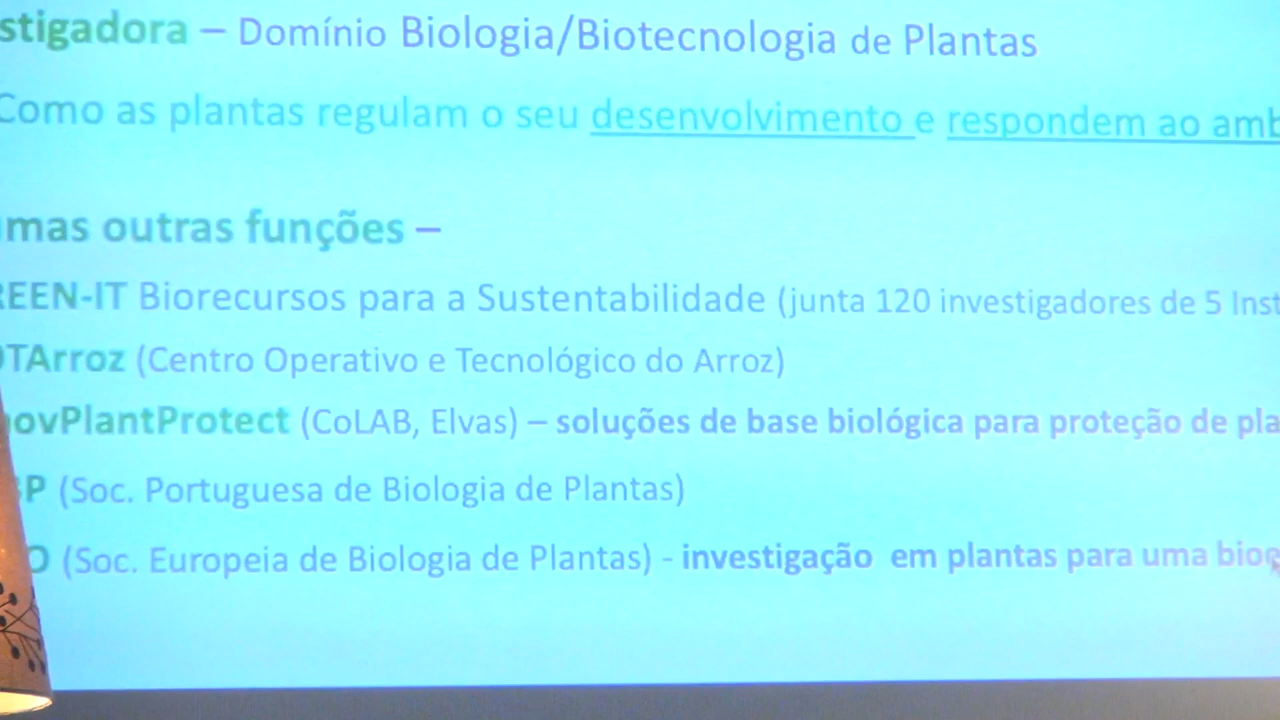 stigadora – Domínio Biologia/Biotecnologia de Plantas
Como as plantas regulam o seu desenvolvimento e respondem ao amb
mas outras funções –
REEN-IT Biorecursos para a Sustentabilidade (junta 120 investigadores de 5 Inst
OTArroz (Centro Operativo e Tecnológico do Arroz)
novPlantProtect (CoLAB, Elvas) – soluções de base biológica para proteção de pla
P (Soc. Portuguesa de Biologia de Plantas)
O (Soc. Europeia de Biologia de Plantas) - investigação em plantas para uma bio